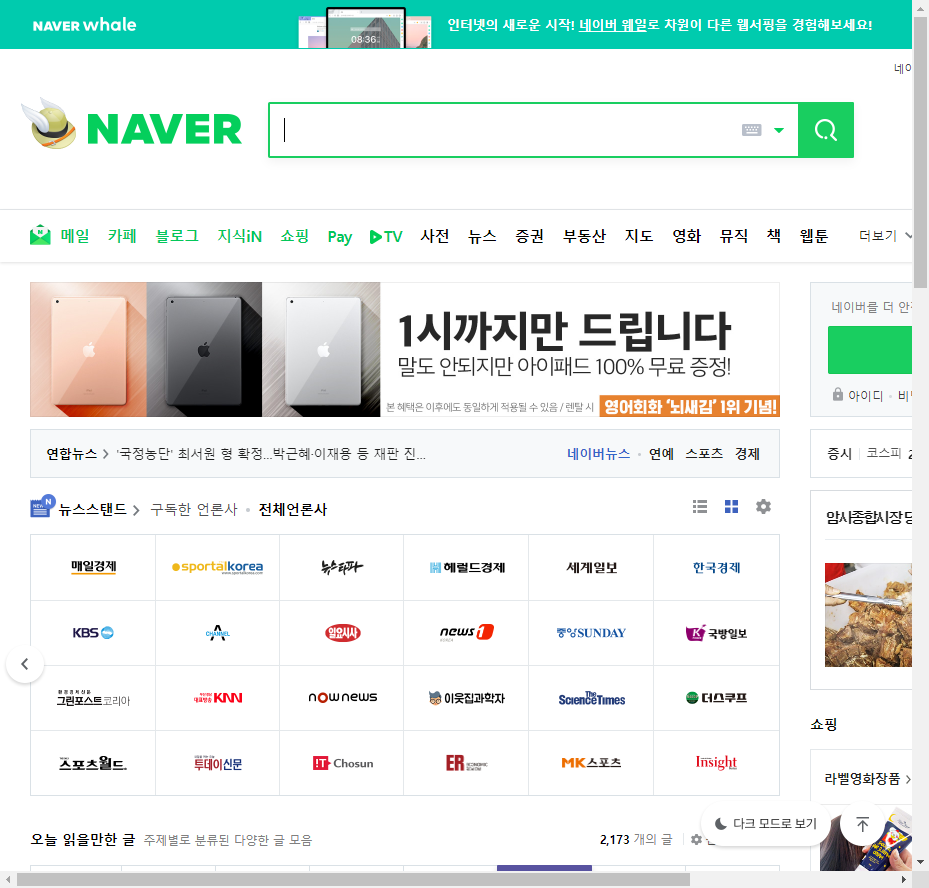 NAVER whale
08:36
인터넷의 새로운 시작! 네이버 웨일로 차원이 다른 웹서핑을 경험해보세요!
네이
NAVER
메일 카페 블로그 지식iN 쇼핑 Pay TV 사전 뉴스 증권 부동산 지도 영화 뮤직 책 웹툰 더보기
1시까지만 드립니다
말도 안되지만 아이패드 100% 무료 증정!
본 혜택은 이후에도 동일하게 적용될 수 있음 / 렌탈 시
영어회화 '뇌새김' 1위 기념!
네이버를 더 안전
아이디 · 비밀
연합뉴스 > '국정농단' 최서원 형 확정...박근혜·이재용 등 재판 진...
네이버뉴스 · 연예 스포츠 경제
증시 코스피 2
NEWS N 뉴스스탠드 > 구독한 언론사 · 전체언론사
암사종합시장 당
매일경제 sportalkorea www.sportalkorea.com 뉴스타파 헤럴드경제 세계일보 한국경제
KBS CHANNEL A 일요시사 news1 KOREA 중앙SUNDAY K 국방일보
그린포스트코리아 대표방송 KNN nownews 이웃집과학자 The ScienceTimes 더스쿠프
스포츠월드. 투데이신문 IT Chosun ER ECONOMIC REVIEW MK스포츠 Insight
쇼핑
라벨영화장품 >
오늘 읽을만한 글 주제별로 분류된 다양한 글 모음
2,173 개의 글
다크 모드로 보기